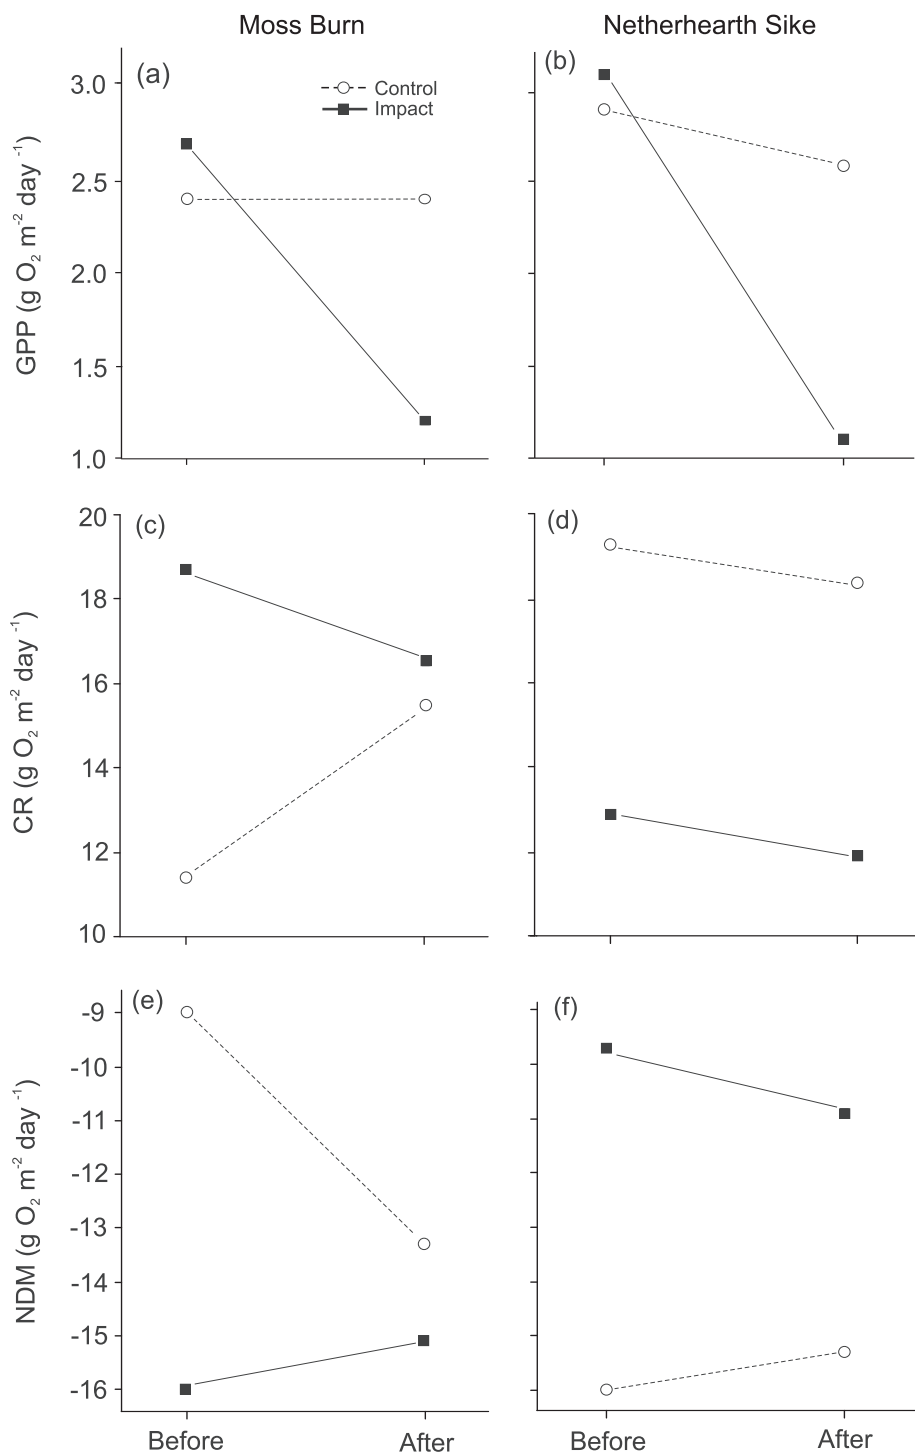 Moss Burn
Netherhearth Sike
(a)
(b)
Control
Impact
GPP (g O₂ m⁻² day ⁻¹)
3.0
2.5
2.0
1.5
1.0
(c)
(d)
CR (g O₂ m⁻² day ⁻¹)
20
18
16
14
12
10
(e)
(f)
NDM (g O₂ m⁻² day ⁻¹)
-9
-10
-11
-12
-13
-14
-15
-16
Before
After
Before
After